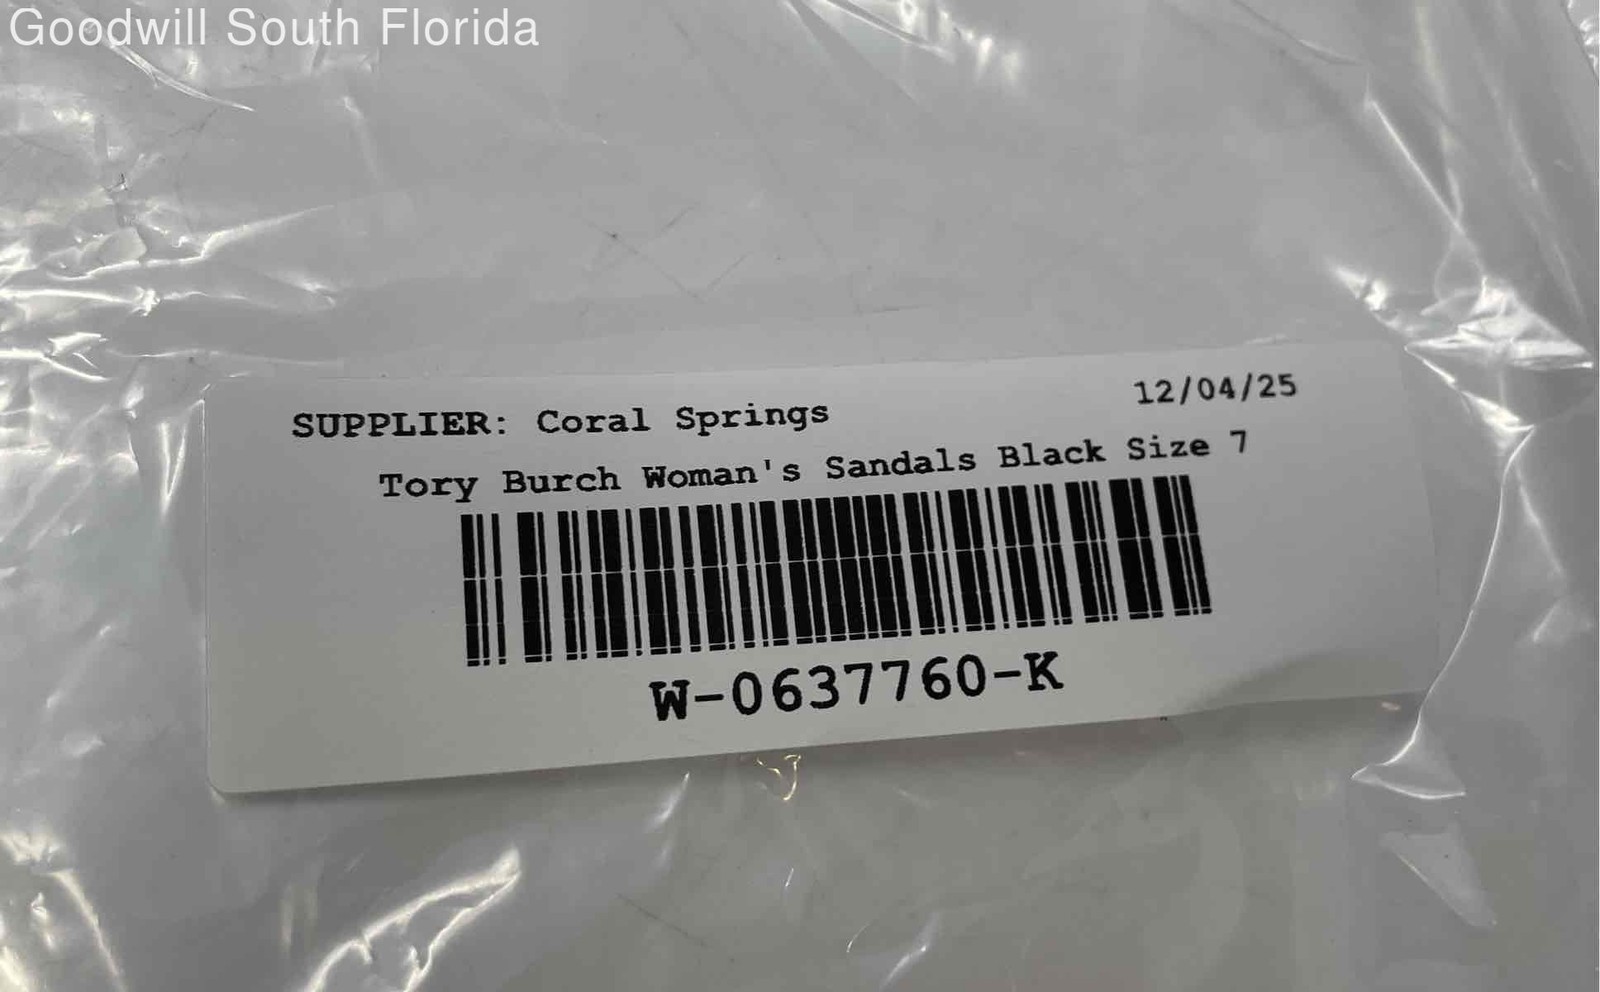 Goodwill South Florida
12/04/25
SUPPLIER: Coral Springs
Tory Burch Woman's Sandals Black Size 7
W-0637760-K